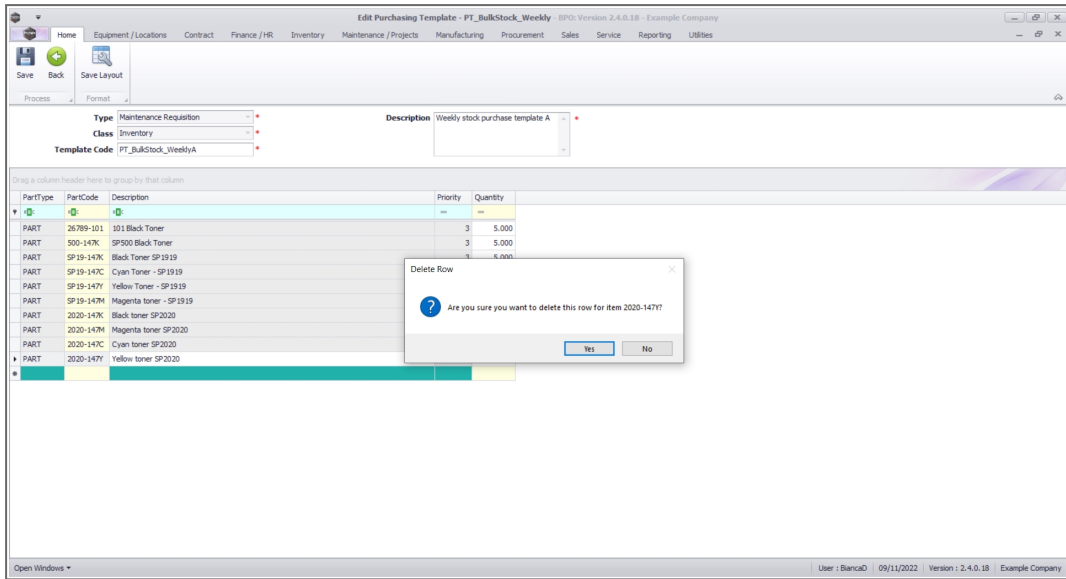 Edit Purchasing Template - PT_BulkStock_Weekly - BPO: Version 2.4.0.18 - Example Company
Home Equipment / Locations Contract Finance / HR Inventory Maintenance / Projects Manufacturing Procurement Sales Service Reporting Utilities
Save Back Save Layout
Process Format
Type Maintenance Requisition * Description Weekly stock purchase template A *
Class Inventory *
Template Code PT_BulkStock_WeeklyA *
Drag a column header here to group by that column
PartType PartCode Description Priority Quantity
PART 26789-101 101 Black Toner 3 5.000
PART 500-147K SP500 Black Toner 3 5.000
PART SP19-147K Black Toner SP1919 3 5.000
PART SP19-147C Cyan Toner - SP1919
PART SP19-147Y Yellow Toner - SP1919
PART SP19-147M Magenta toner - SP1919
PART 2020-147K Black toner SP2020
PART 2020-147M Magenta toner SP2020
PART 2020-147C Cyan toner SP2020
PART 2020-147Y Yellow toner SP2020
Delete Row
Are you sure you want to delete this row for item 2020-147Y?
Yes No
Open Windows User : BiancaD 09/11/2022 Version : 2.4.0.18 Example Company